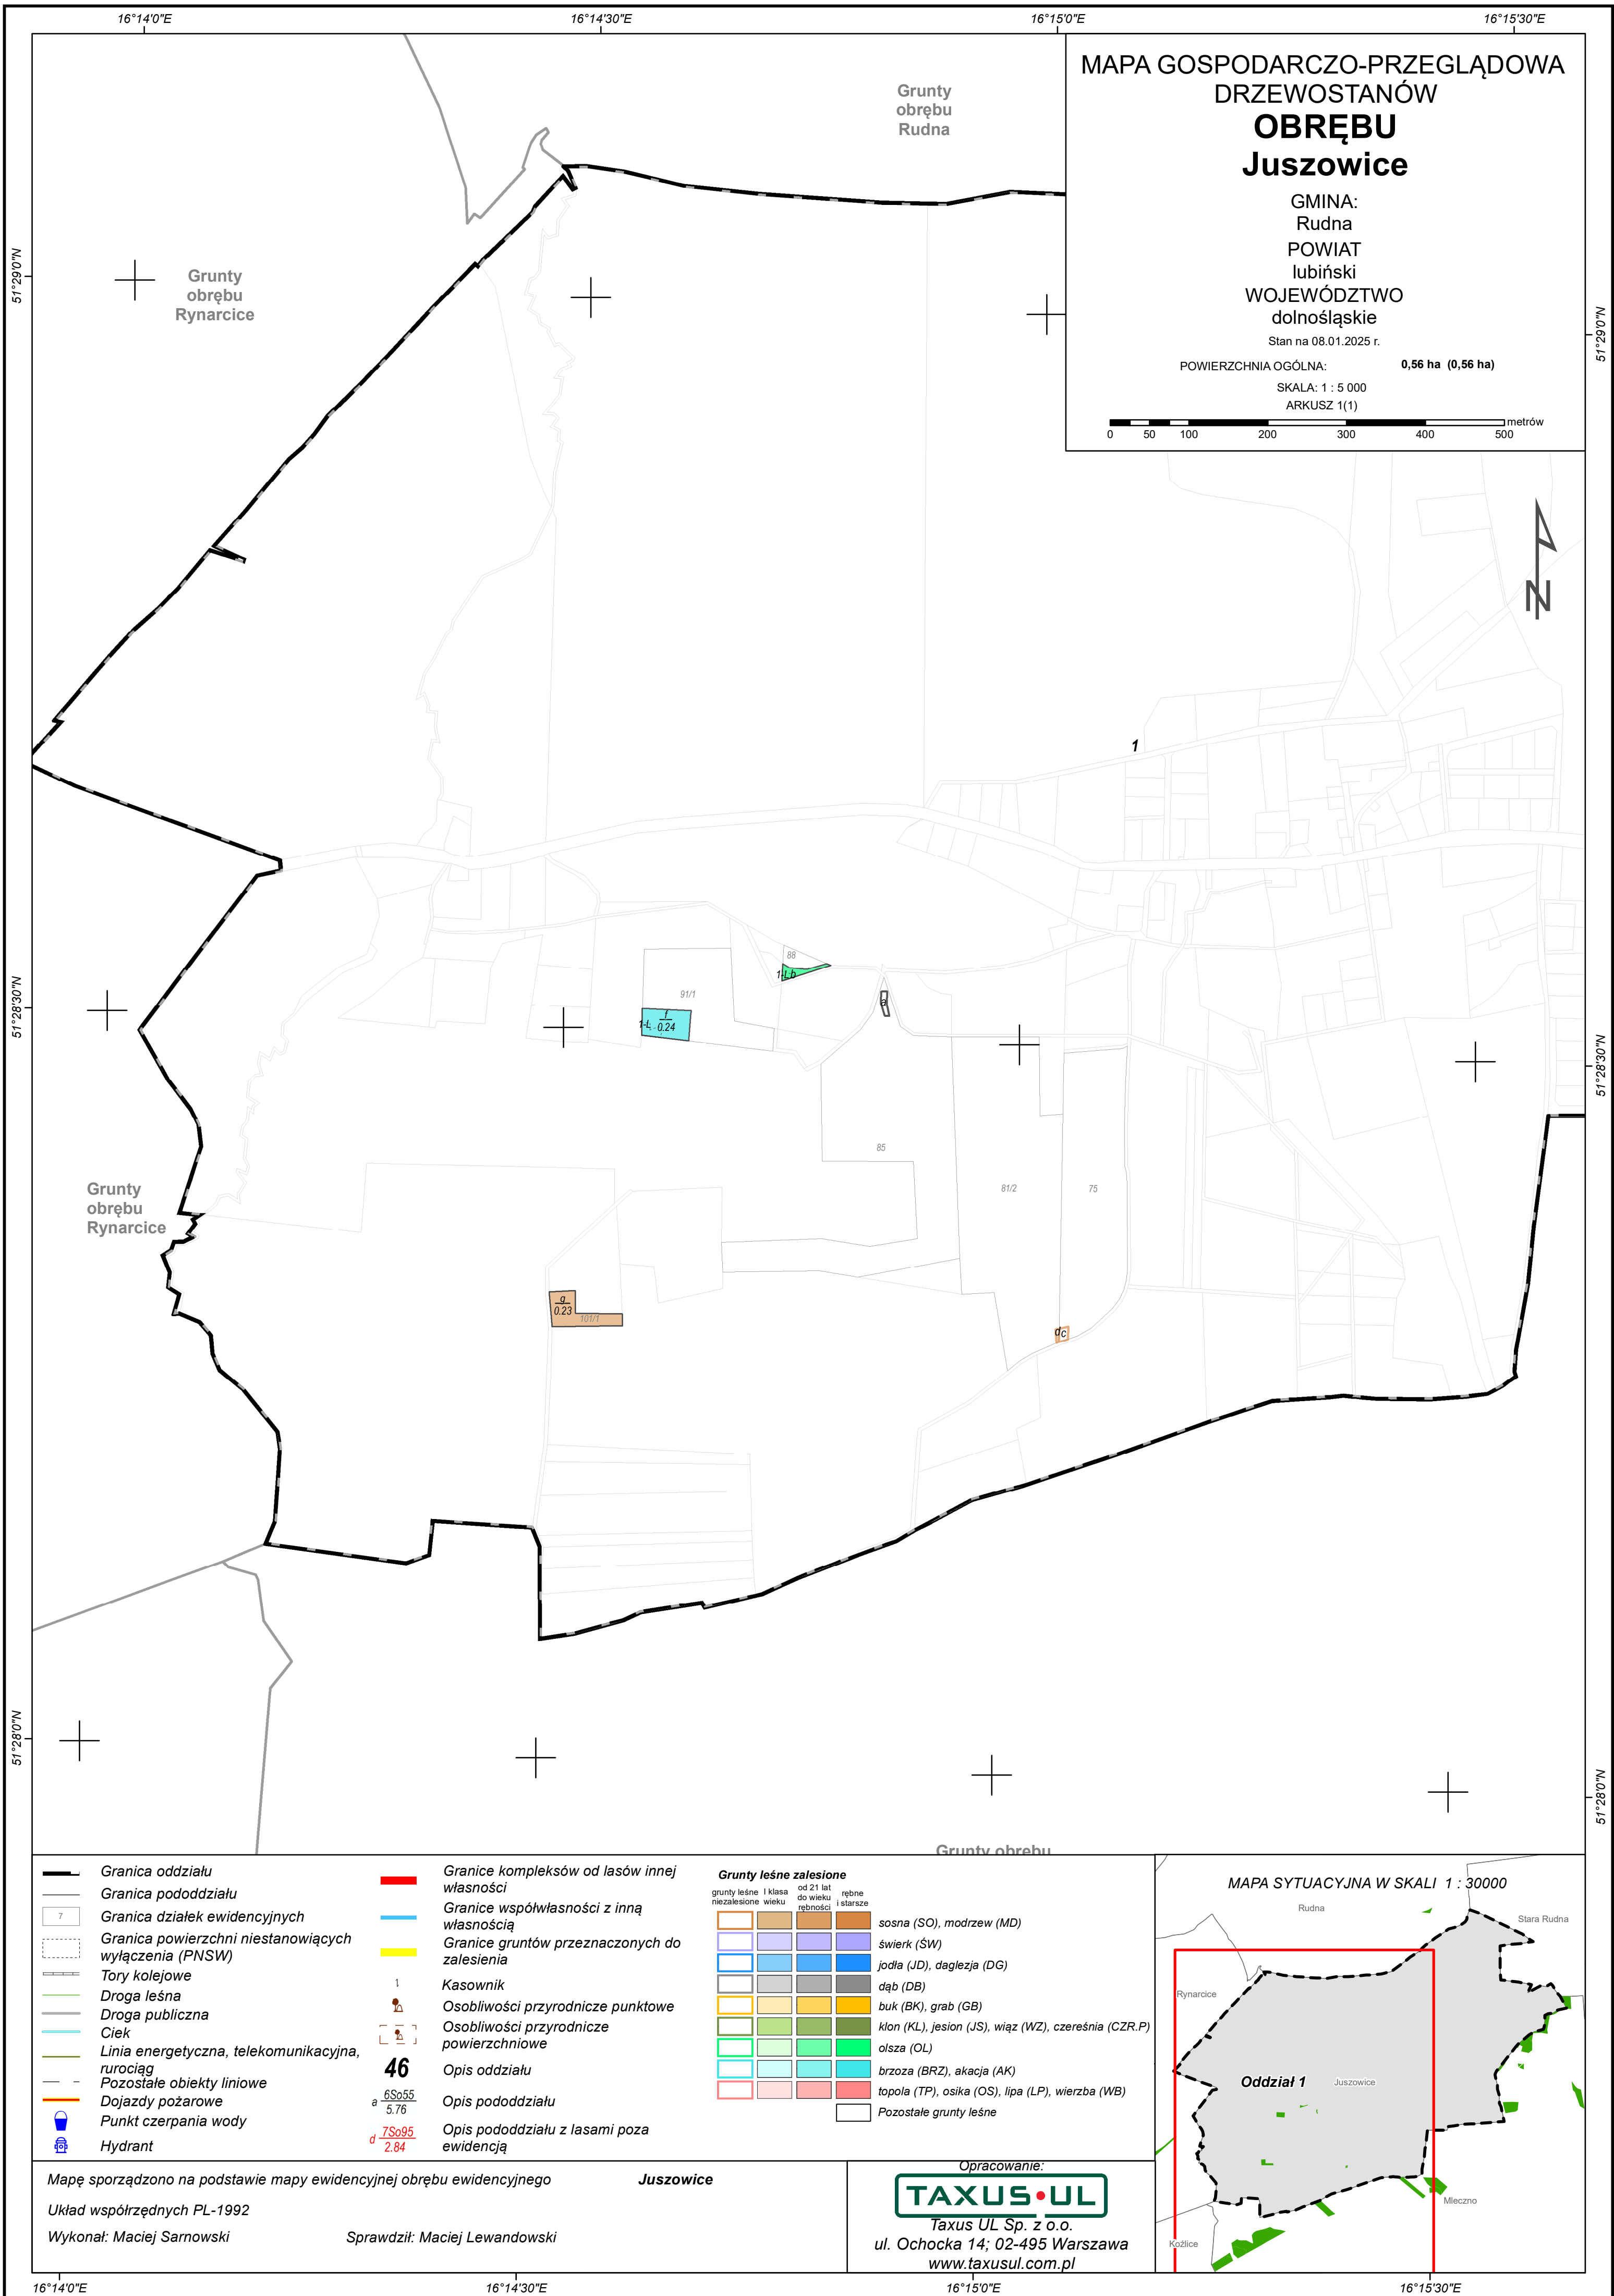 16°14'0"E
16°14'30"E
16°15'0"E
16°15'30"E
MAPA GOSPODARCZO-PRZEGLĄDOWA
DRZEWOSTANÓW
OBRĘBU
Juszowice
GMINA:
Rudna
POWIAT
lubiński
WOJEWÓDZTWO
dolnośląskie
Stan na 08.01.2025 r.
POWIERZCHNIA OGÓLNA: 0,56 ha (0,56 ha)
SKALA: 1 : 5 000
ARKUSZ 1(1)
metrów
0 50 100 200 300 400 500
Grunty
obrębu
Rudna
Grunty
obrębu
Rynarcice
51°29'0"N
51°29'0"N
N
1
88
1-Lb
91/1
a
f
1-L
0.24
51°28'30"N
51°28'30"N
85
81/2
75
Grunty
obrębu
Rynarcice
g
0.23
101/1
dc
51°28'0"N
51°28'0"N
Grunty obrębu
Granica oddziału
Granica pododdziału
7
Granica działek ewidencyjnych
Granica powierzchni niestanowiących
wyłączenia (PNSW)
Tory kolejowe
Droga leśna
Droga publiczna
Ciek
Linia energetyczna, telekomunikacyjna,
rurociąg
Pozostałe obiekty liniowe
Dojazdy pożarowe
Punkt czerpania wody
Hydrant
Granice kompleksów od lasów innej
własności
Granice współwłasności z inną
własnością
Granice gruntów przeznaczonych do
zalesienia
Kasownik
Osobliwości przyrodnicze punktowe
Osobliwości przyrodnicze
powierzchniowe
46 Opis oddziału
a 6So55
5.76
Opis pododdziału
d 7So95
2.84
Opis pododdziału z lasami poza
ewidencją
Grunty leśne zalesione
grunty leśne
niezalesione
I klasa
wieku
od 21 lat
do wieku
rębności
rębne
i starsze
sosna (SO), modrzew (MD)
świerk (ŚW)
jodła (JD), daglezja (DG)
dąb (DB)
buk (BK), grab (GB)
klon (KL), jesion (JS), wiąz (WZ), czereśnia (CZR.P)
olsza (OL)
brzoza (BRZ), akacja (AK)
topola (TP), osika (OS), lipa (LP), wierzba (WB)
Pozostałe grunty leśne
MAPA SYTUACYJNA W SKALI 1 : 30000
Rudna
Stara Rudna
Rynarcice
Oddział 1
Juszowice
Mleczno
Koźlice
Mapę sporządzono na podstawie mapy ewidencyjnej obrębu ewidencyjnego Juszowice
Układ współrzędnych PL-1992
Wykonał: Maciej Sarnowski Sprawdził: Maciej Lewandowski
Opracowanie:
TAXUS UL
Taxus UL Sp. z o.o.
ul. Ochocka 14; 02-495 Warszawa
www.taxusul.com.pl
16°14'0"E
16°14'30"E
16°15'0"E
16°15'30"E